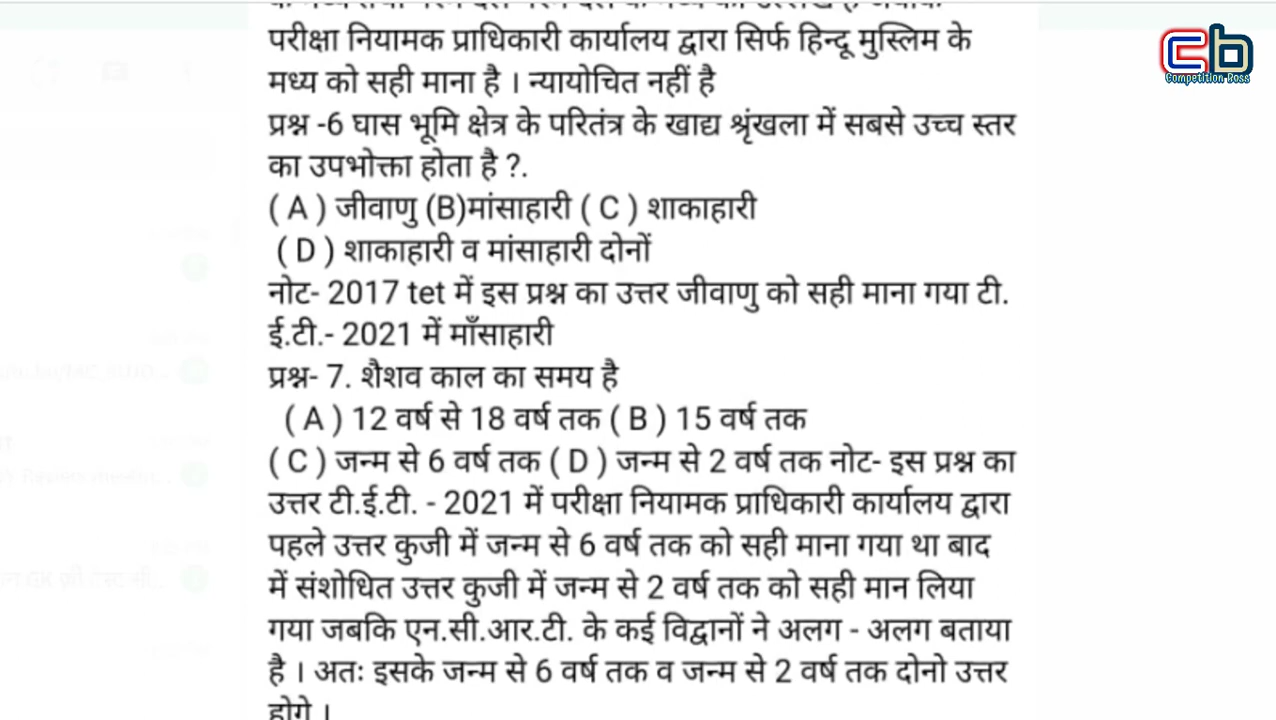 परीक्षा नियामक प्राधिकारी कार्यालय द्वारा सिर्फ हिन्दू मुस्लिम के
मध्य को सही माना है । न्यायोचित नहीं है
प्रश्न -6 घास भूमि क्षेत्र के परितंत्र के खाद्य श्रृंखला में सबसे उच्च स्तर
का उपभोक्ता होता है ?.
( A ) जीवाणु (B)मांसाहारी ( C ) शाकाहारी
( D ) शाकाहारी व मांसाहारी दोनों
नोट- 2017 tet में इस प्रश्न का उत्तर जीवाणु को सही माना गया टी.
ई.टी.- 2021 में माँसाहारी
प्रश्न- 7. शैशव काल का समय है
( A ) 12 वर्ष से 18 वर्ष तक ( B ) 15 वर्ष तक
( C ) जन्म से 6 वर्ष तक ( D ) जन्म से 2 वर्ष तक नोट- इस प्रश्न का
उत्तर टी.ई.टी. - 2021 में परीक्षा नियामक प्राधिकारी कार्यालय द्वारा
पहले उत्तर कुजी में जन्म से 6 वर्ष तक को सही माना गया था बाद
में संशोधित उत्तर कुजी में जन्म से 2 वर्ष तक को सही मान लिया
गया जबकि एन.सी.आर.टी. के कई विद्वानों ने अलग - अलग बताया
है । अतः इसके जन्म से 6 वर्ष तक व जन्म से 2 वर्ष तक दोनो उत्तर
होगे ।
cb
Competition Boss